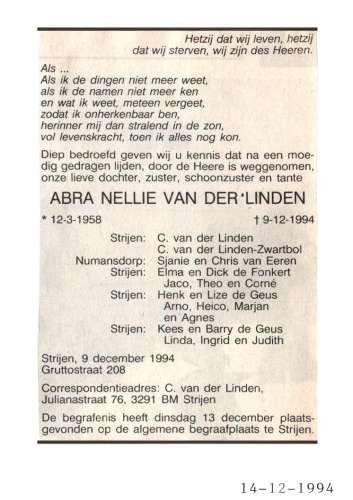 Hetzij dat wij leven, hetzij
dat wij sterven, wij zijn des Heeren.
Als ...
Als ik de dingen niet meer weet,
als ik de namen niet meer ken
en wat ik weet, meteen vergeet,
zodat ik onherkenbaar ben,
herinner mij dan stralend in de zon,
vol levenskracht, toen ik alles nog kon.
Diep bedroefd geven wij u kennis dat na een moe-
dig gedragen lijden, door de Heere is weggenomen,
onze lieve dochter, zuster, schoonzuster en tante
ABRA NELLIE VAN DER LINDEN
* 12-3-1958 † 9-12-1994
Strijen: C. van der Linden
C. van der Linden-Zwartbol
Numansdorp: Sjanie en Chris van Eeren
Strijen: Elma en Dick de Fonkert
Jaco, Theo en Corné
Strijen: Henk en Lize de Geus
Arno, Heico, Marjan
en Agnes
Strijen: Kees en Barry de Geus
Linda, Ingrid en Judith
Strijen, 9 december 1994
Gruttostraat 208
Correspondentieadres: C. van der Linden,
Julianastraat 76, 3291 BM Strijen
De begrafenis heeft dinsdag 13 december plaats-
gevonden op de algemene begraafplaats te Strijen.
14-12-1994